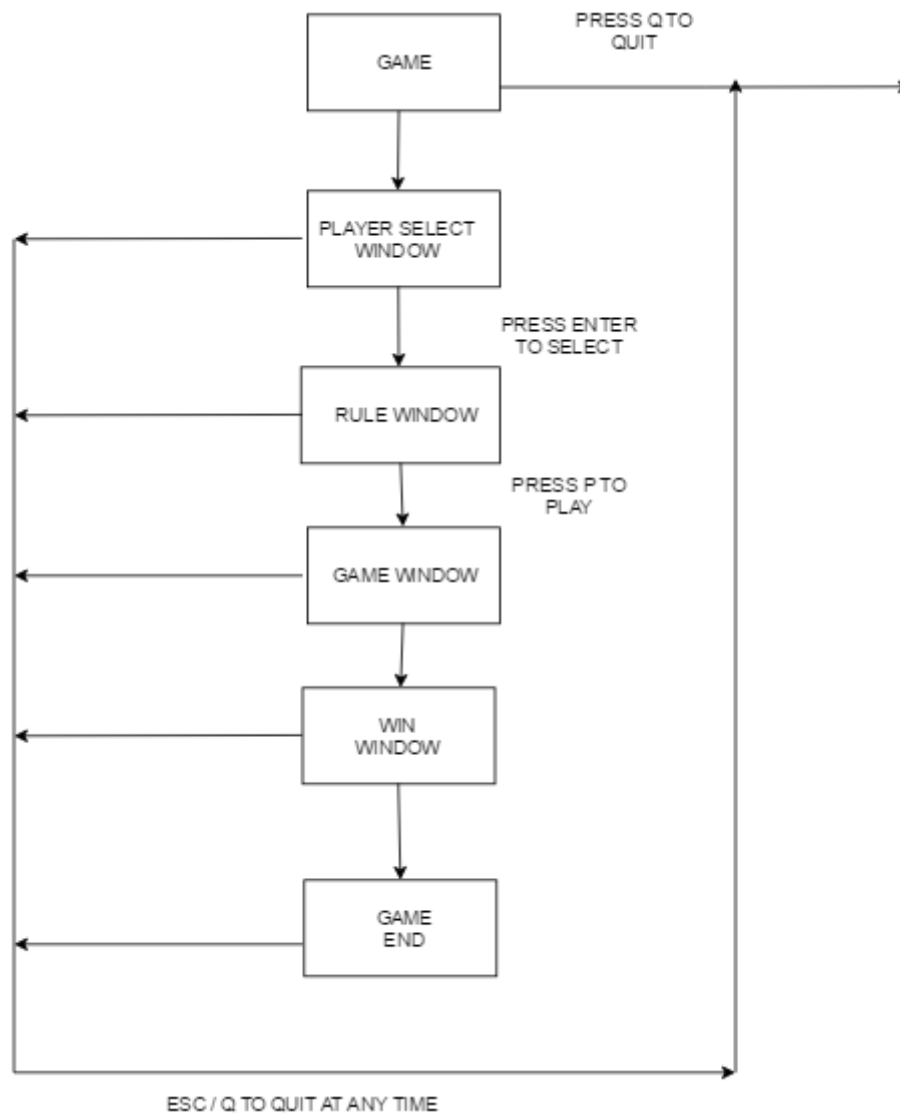 PRESS Q TO
QUIT
GAME
PLAYER SELECT
WINDOW
PRESS ENTER
TO SELECT
RULE WINDOW
PRESS P TO
PLAY
GAME WINDOW
WIN
WINDOW
GAME
END
ESC / Q TO QUIT AT ANY TIME